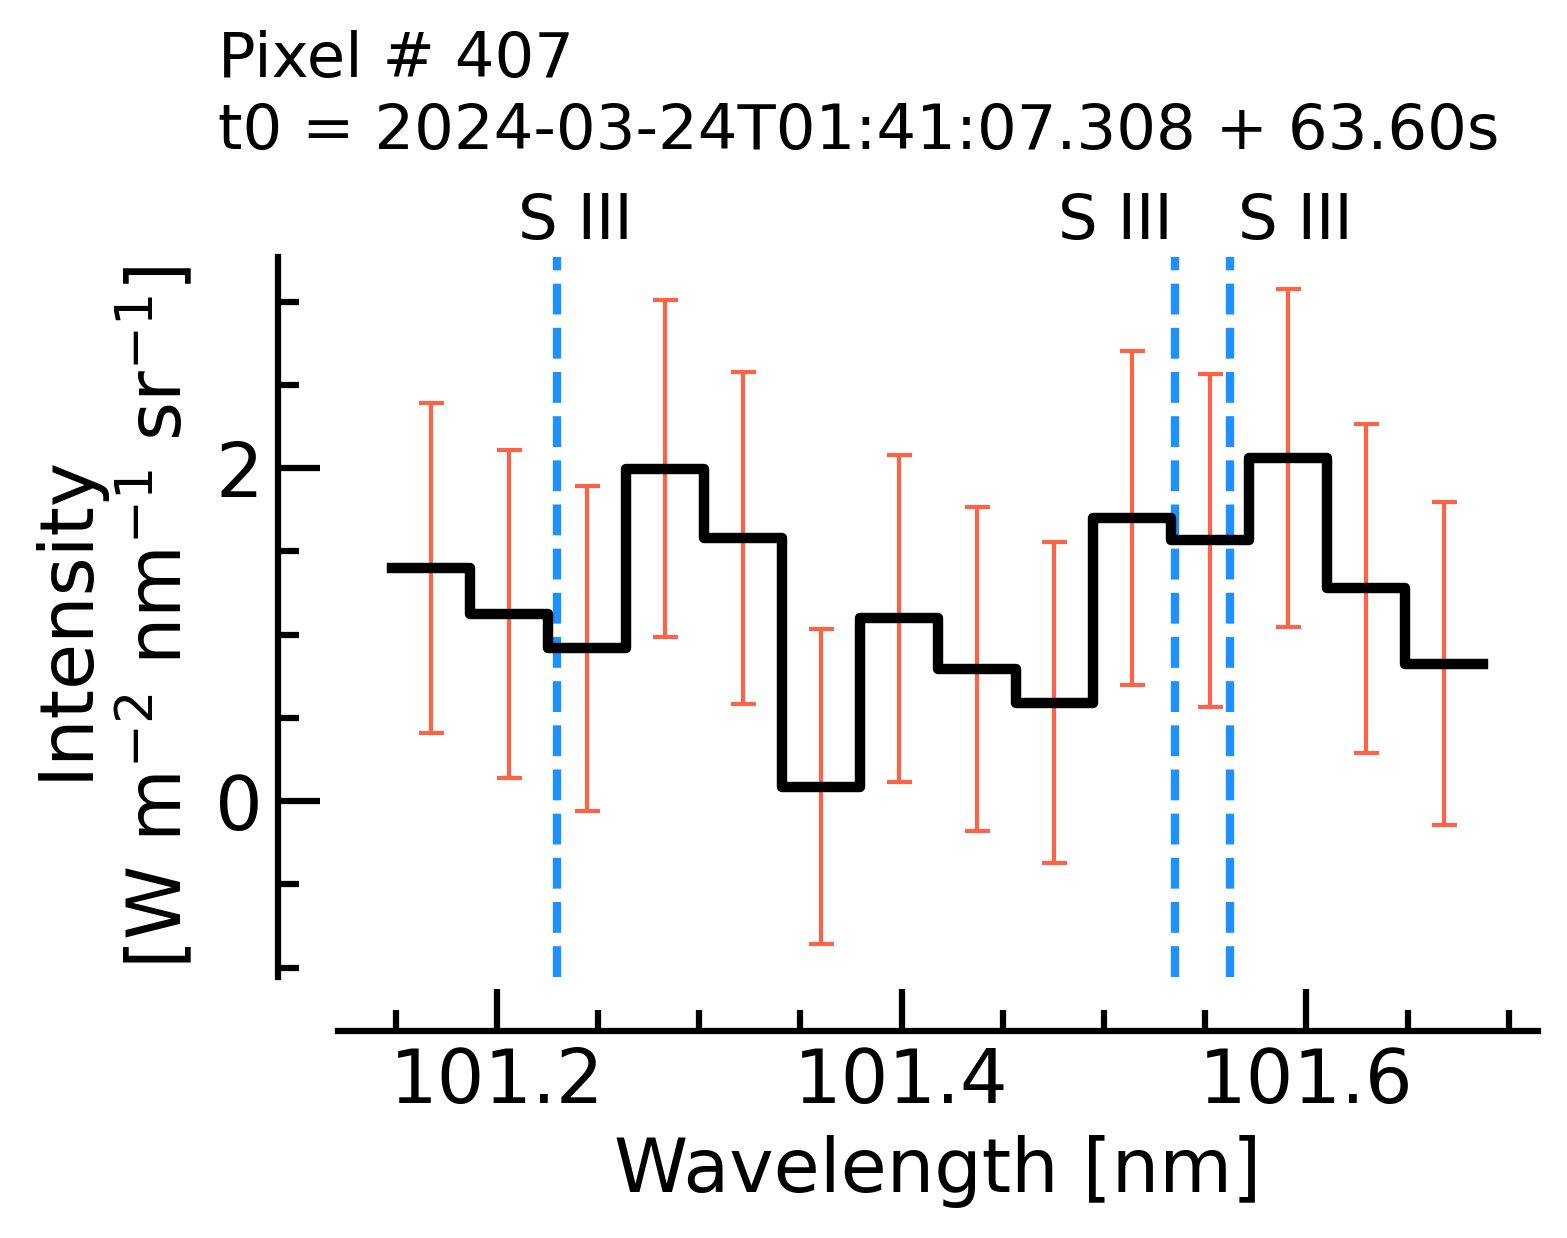 Pixel # 407
t0 = 2024-03-24T01:41:07.308 + 63.60s
S III S III S III
Intensity
[W m⁻² nm⁻¹ sr⁻¹]
2
0
101.2 101.4 101.6
Wavelength [nm]